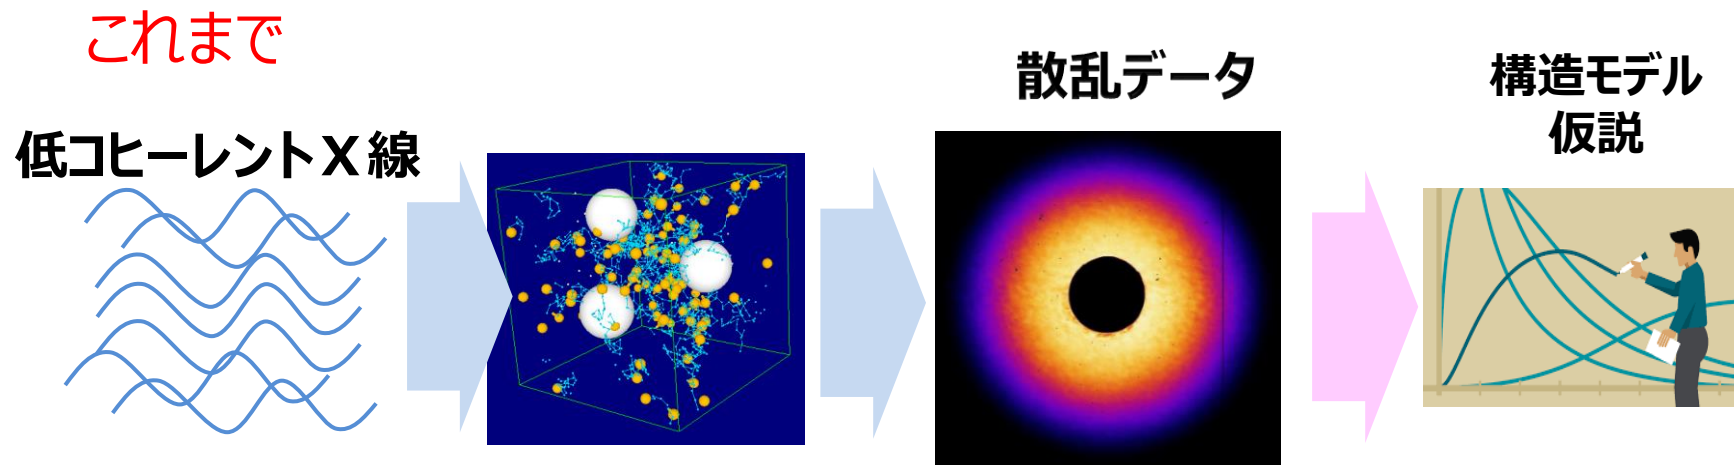 これまで
低コヒーレントX線
散乱データ
構造モデル
仮説